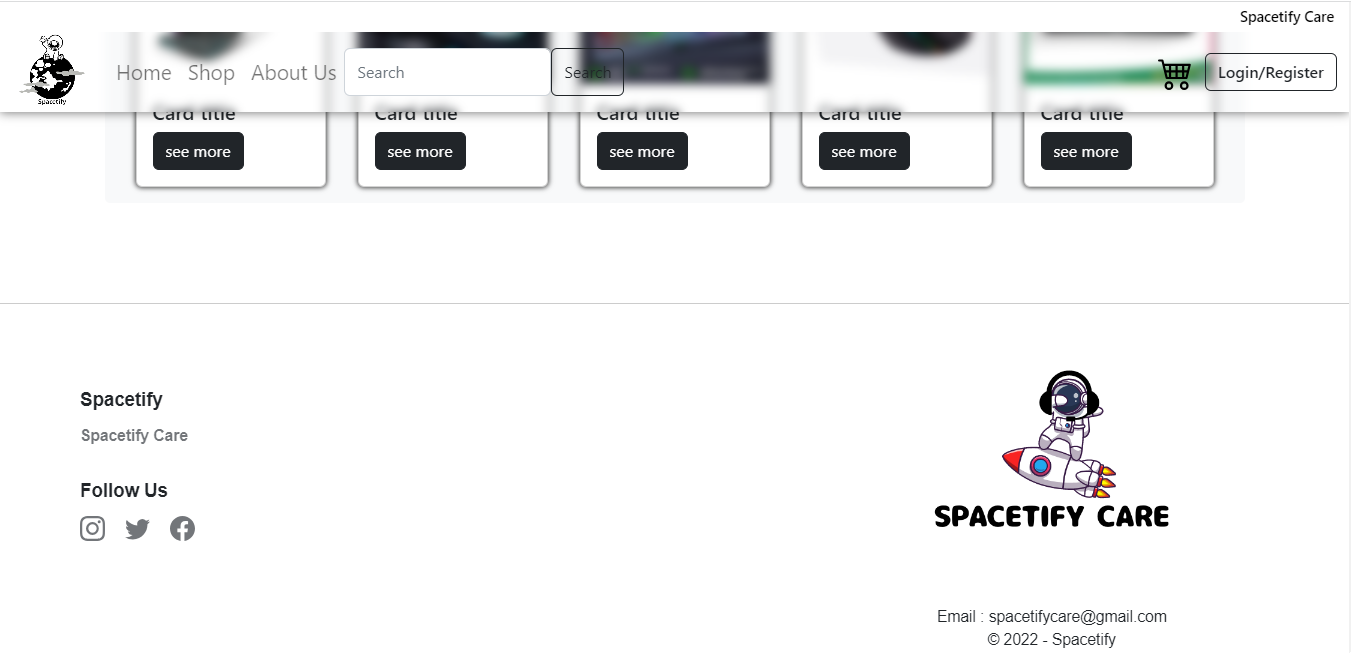 Spacetify Care
Spacetify
Home Shop About Us Search Search Login/Register
Card title Card title Card title Card title Card title
see more see more see more see more see more
Spacetify
Spacetify Care
Follow Us
SPACETIFY CARE
Email : spacetifycare@gmail.com
© 2022 - Spacetify